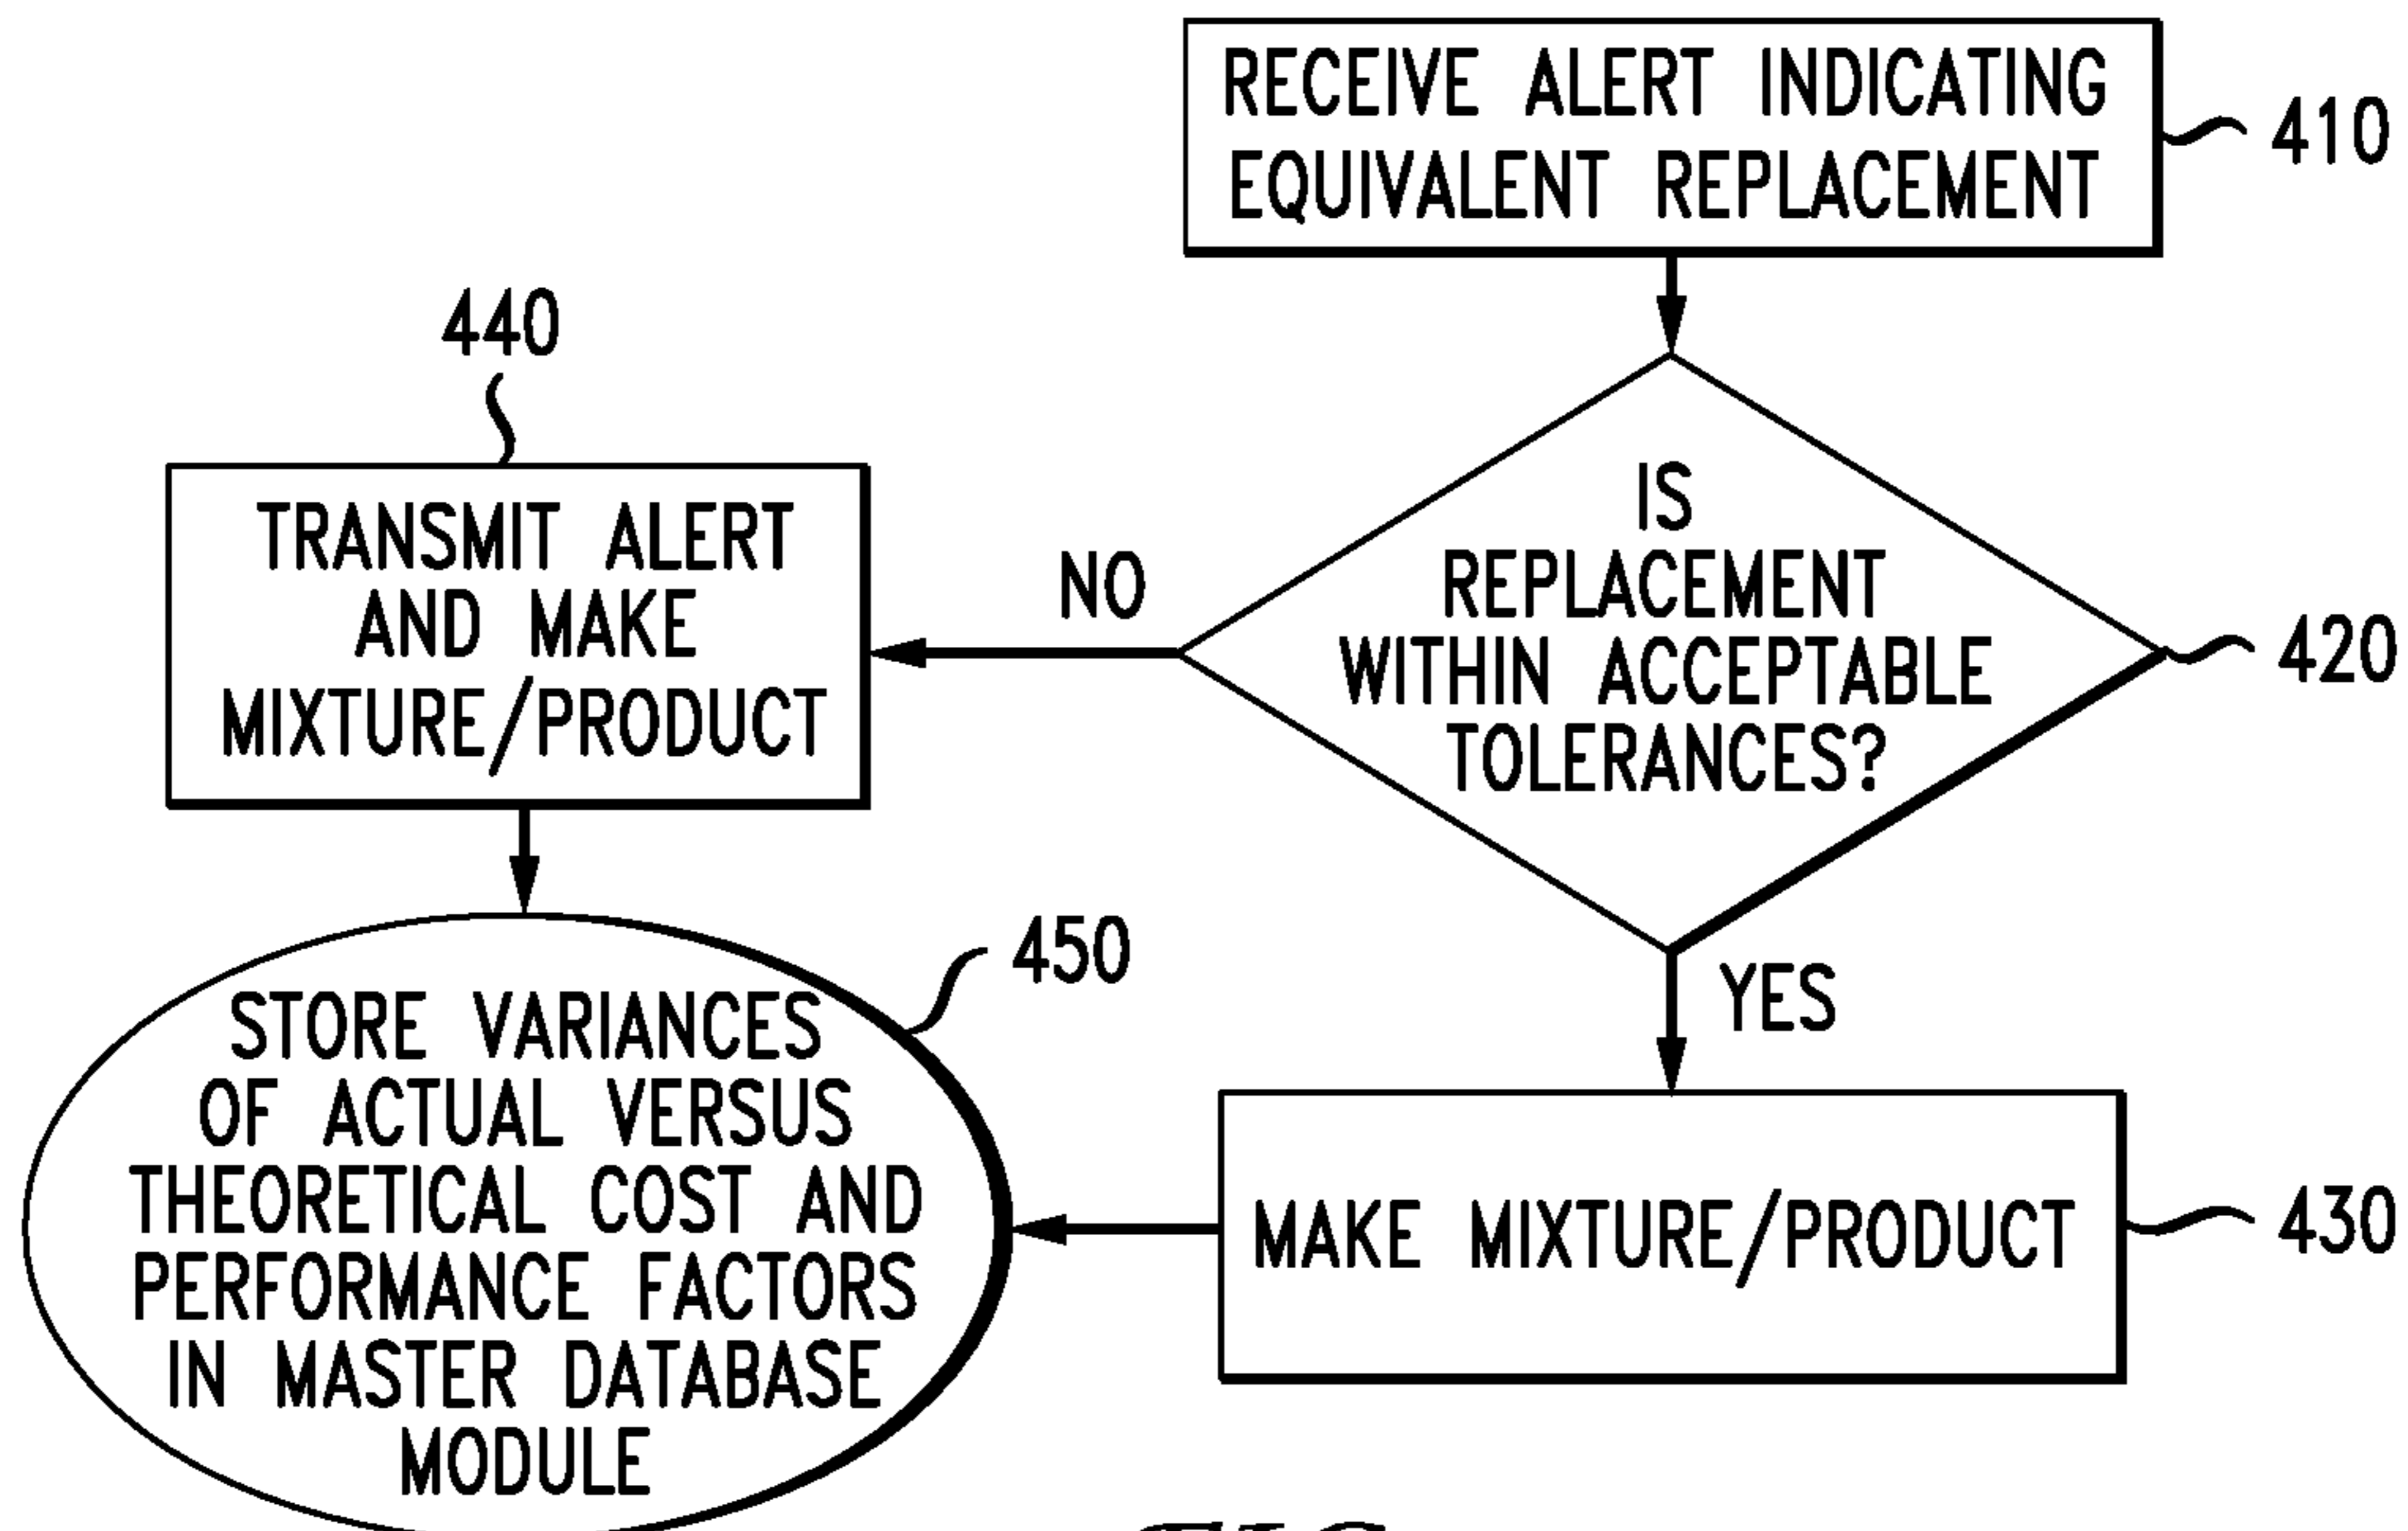 RECEIVE ALERT INDICATING
EQUIVALENT REPLACEMENT
410
440
TRANSMIT ALERT
AND MAKE
MIXTURE/PRODUCT
NO
IS
REPLACEMENT
WITHIN ACCEPTABLE
TOLERANCES?
420
YES
450
STORE VARIANCES
OF ACTUAL VERSUS
THEORETICAL COST AND
PERFORMANCE FACTORS
IN MASTER DATABASE
MODULE
MAKE MIXTURE/PRODUCT
430